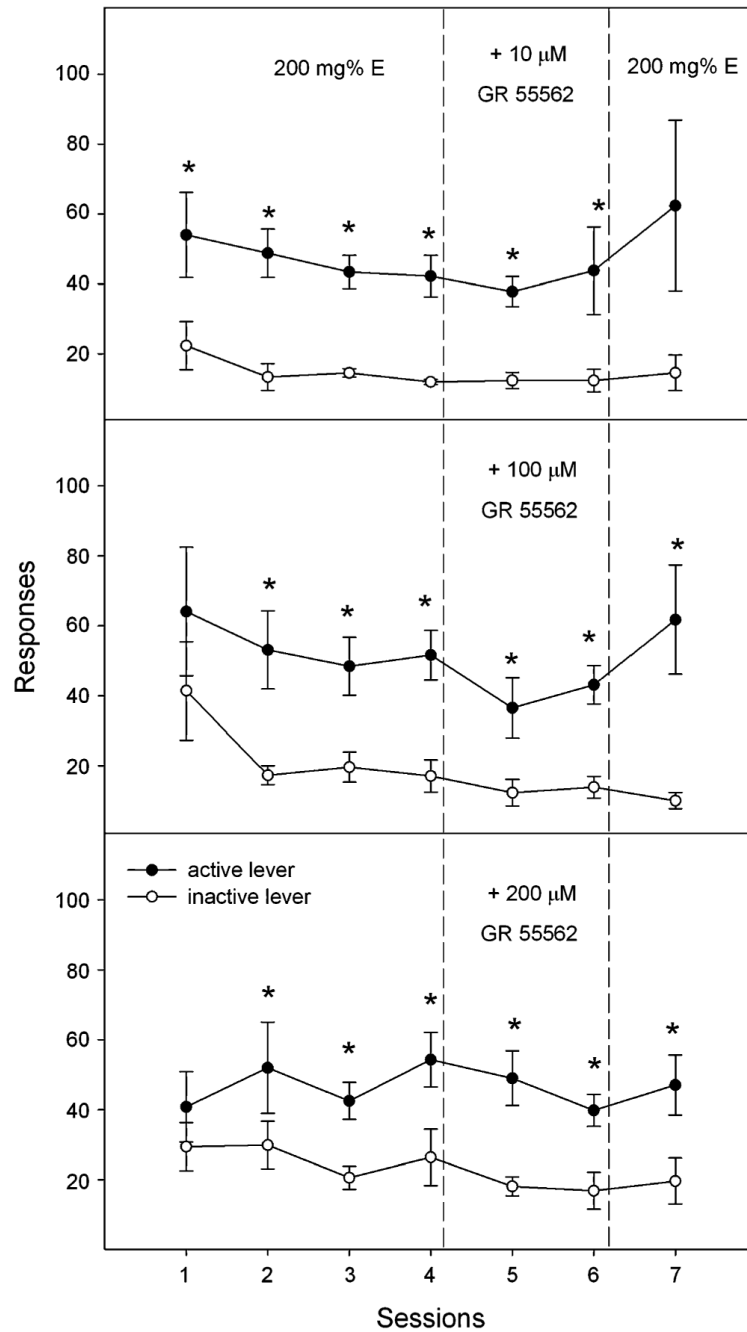 200 mg% E
+ 10 μM
GR 55562
200 mg% E
100
80
60
40
20
* * * * * *
+ 100 μM
GR 55562
100
80
60
40
20
* * * * * *
Responses
active lever
inactive lever
+ 200 μM
GR 55562
100
80
60
40
20
* * * * * *
1 2 3 4 5 6 7
Sessions